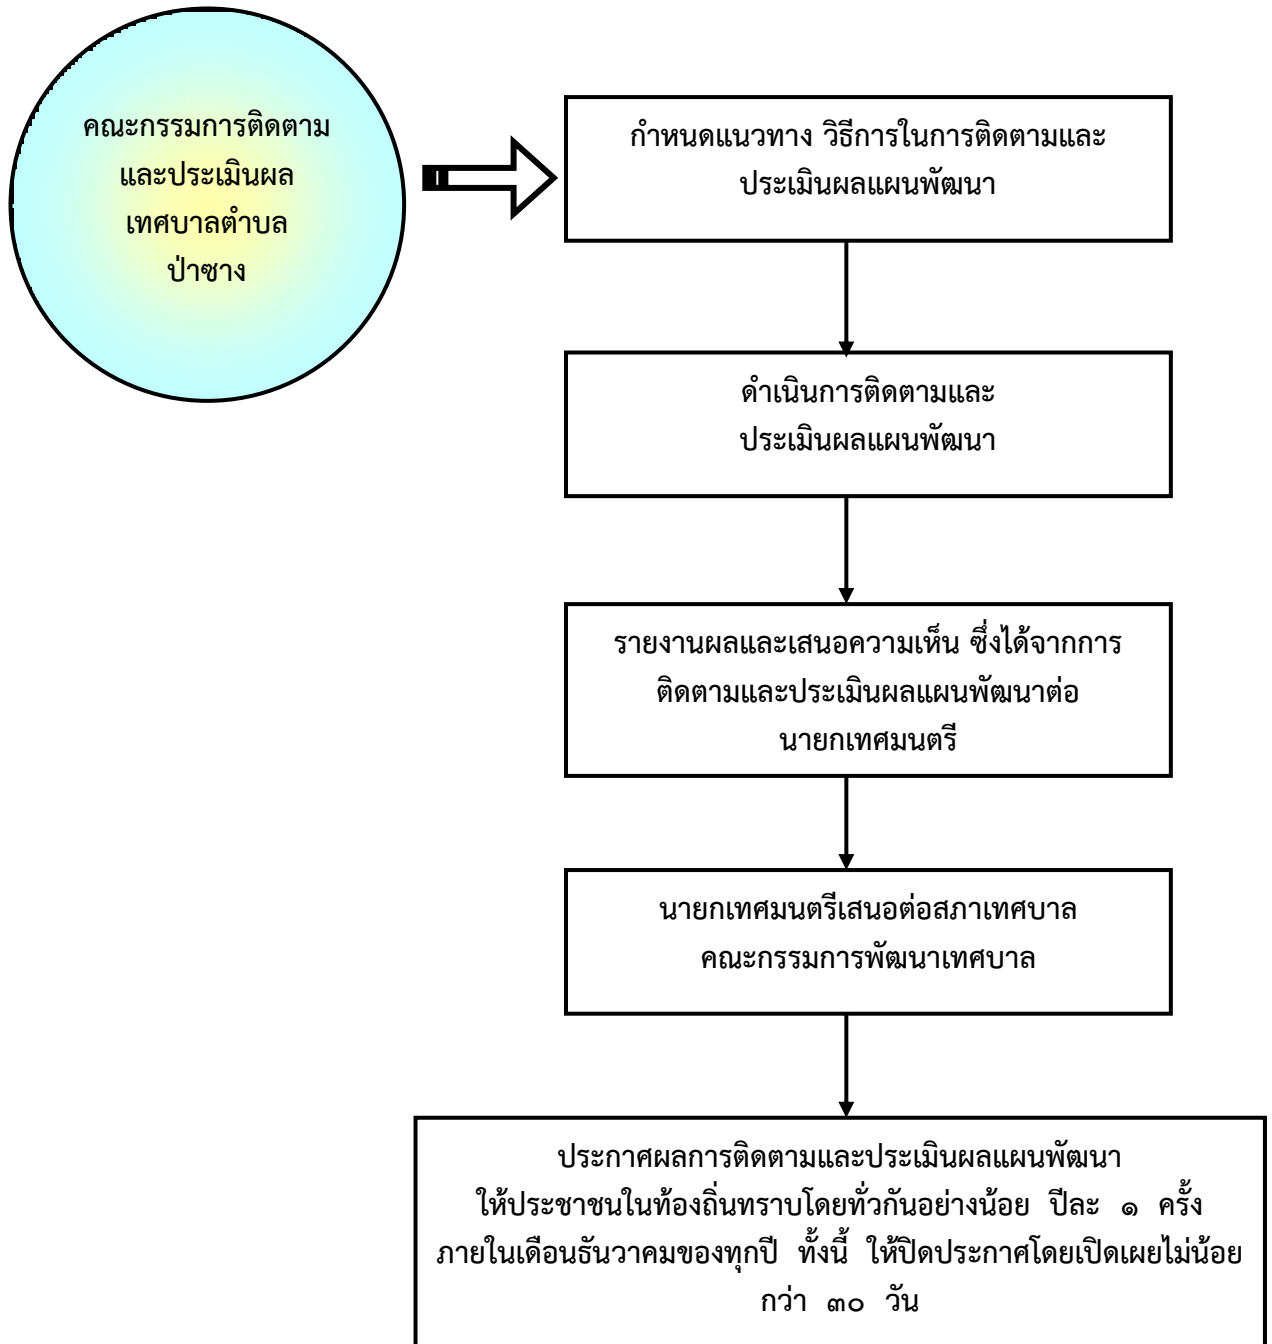 คณะกรรมการติดตาม
และประเมินผล
เทศบาลตำบล
ป่าซาง
กำหนดแนวทาง วิธีการในการติดตามและ
ประเมินผลแผนพัฒนา
ดำเนินการติดตามและ
ประเมินผลแผนพัฒนา
รายงานผลและเสนอความเห็น ซึ่งได้จากการ
ติดตามและประเมินผลแผนพัฒนาต่อ
นายกเทศมนตรี
นายกเทศมนตรีเสนอต่อสภาเทศบาล
คณะกรรมการพัฒนาเทศบาล
ประกาศผลการติดตามและประเมินผลแผนพัฒนา
ให้ประชาชนในท้องถิ่นทราบโดยทั่วกันอย่างน้อย ปีละ ๑ ครั้ง
ภายในเดือนธันวาคมของทุกปี ทั้งนี้ ให้ปิดประกาศโดยเปิดเผยไม่น้อย
กว่า ๓๐ วัน